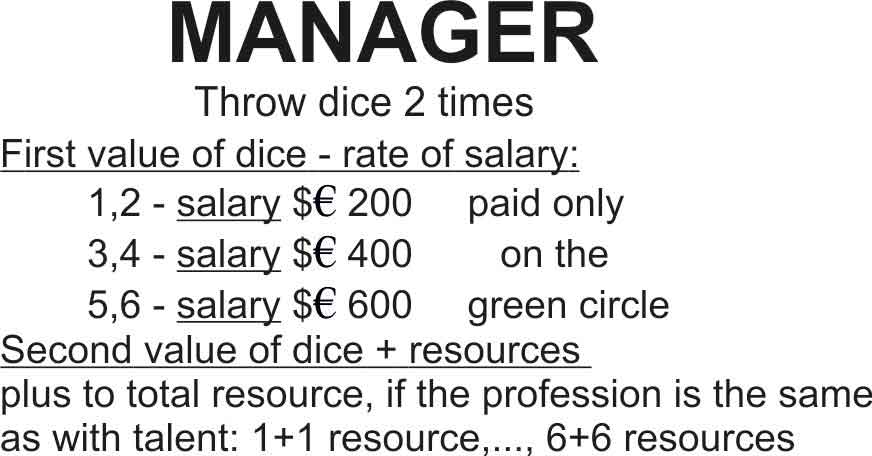 MANAGER
Throw dice 2 times
First value of dice - rate of salary:
1,2 - salary $€ 200 paid only
3,4 - salary $€ 400 on the
5,6 - salary $€ 600 green circle
Second value of dice + resources
plus to total resource, if the profession is the same
as with talent: 1+1 resource,..., 6+6 resources